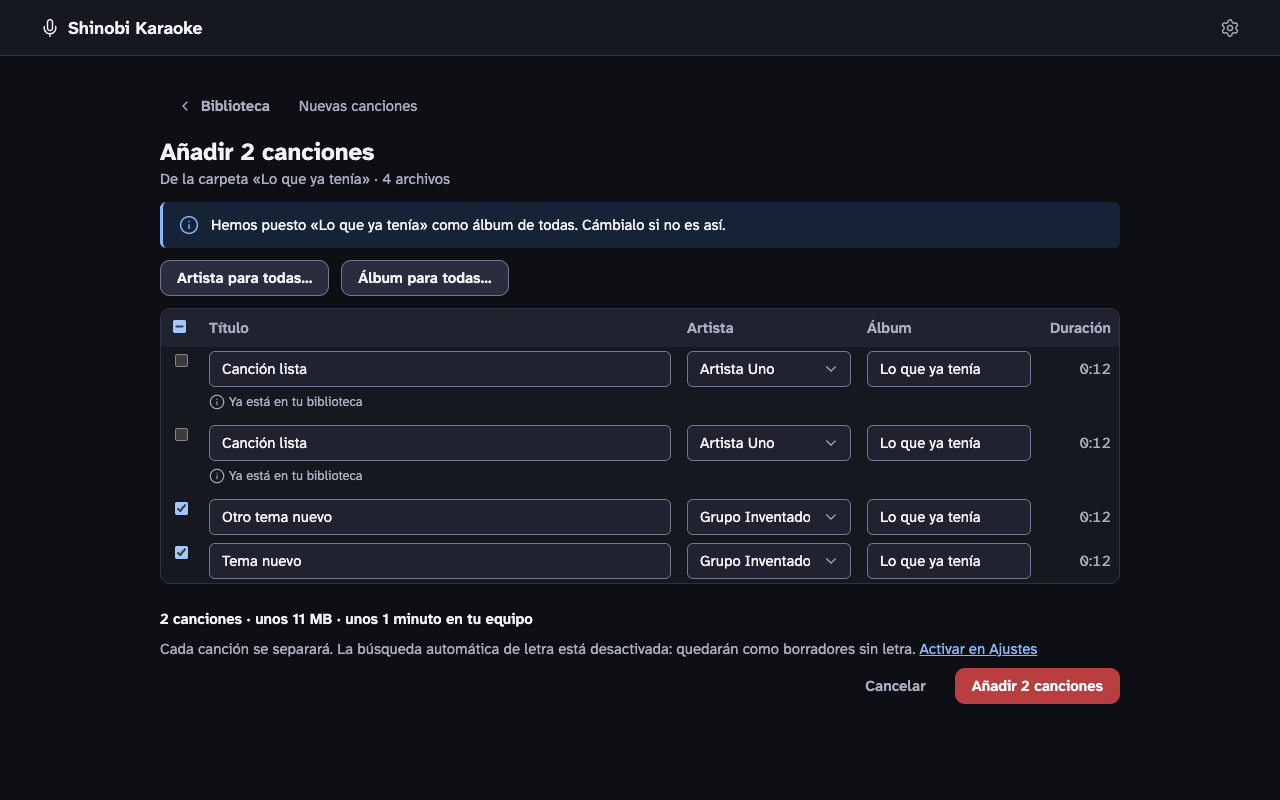 Shinobi Karaoke
Biblioteca Nuevas canciones
Añadir 2 canciones
De la carpeta «Lo que ya tenía» · 4 archivos
Hemos puesto «Lo que ya tenía» como álbum de todas. Cámbialo si no es así.
Artista para todas... Álbum para todas...
Título Artista Álbum Duración
Canción lista Artista Uno Lo que ya tenía 0:12
Ya está en tu biblioteca
Canción lista Artista Uno Lo que ya tenía 0:12
Ya está en tu biblioteca
Otro tema nuevo Grupo Inventado Lo que ya tenía 0:12
Tema nuevo Grupo Inventado Lo que ya tenía 0:12
2 canciones · unos 11 MB · unos 1 minuto en tu equipo
Cada canción se separará. La búsqueda automática de letra está desactivada: quedarán como borradores sin letra. Activar en Ajustes
Cancelar Añadir 2 canciones